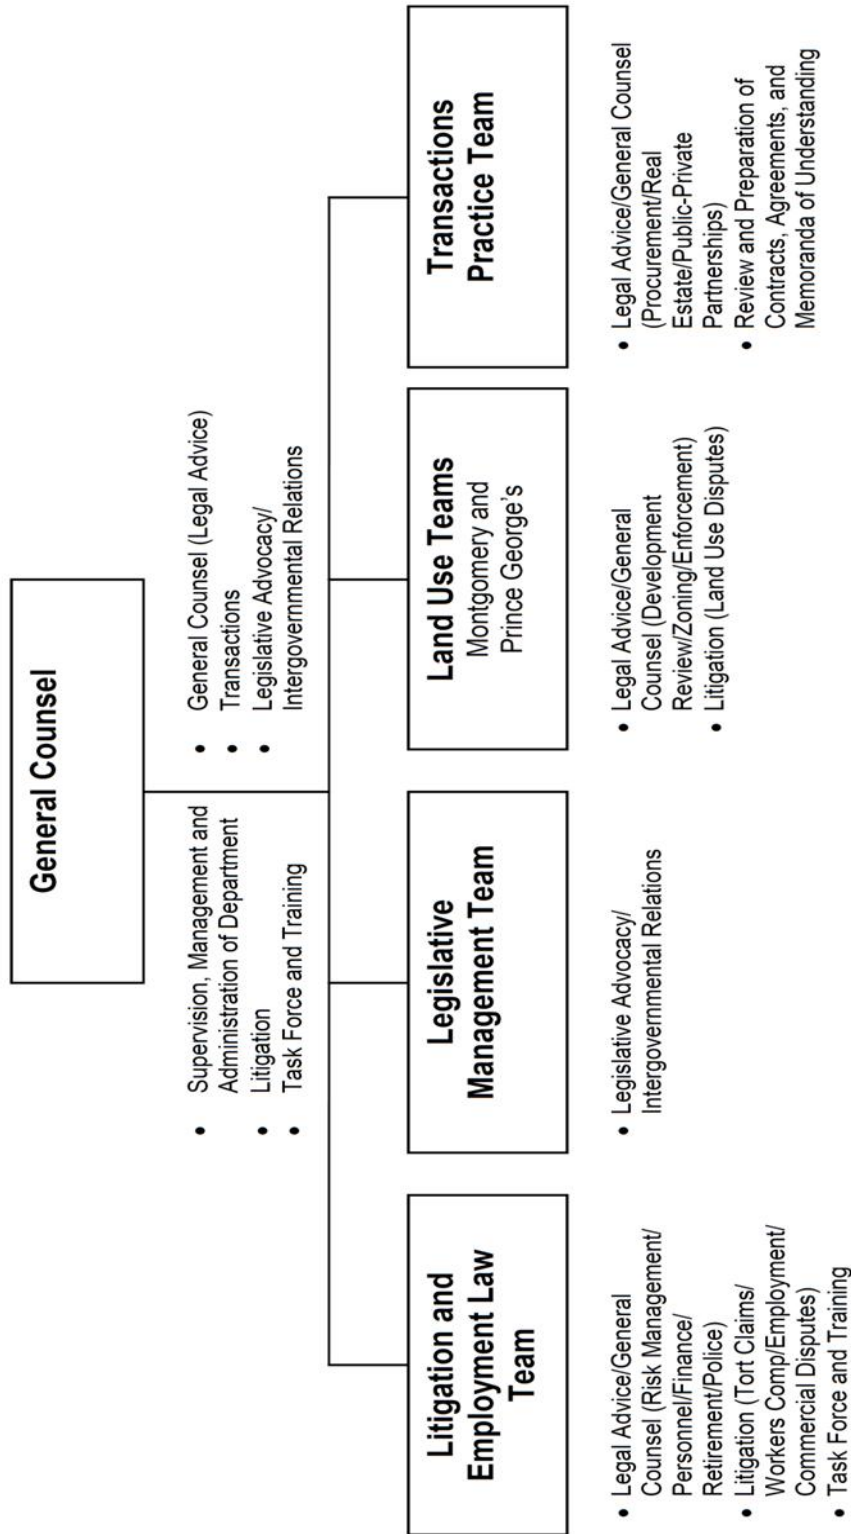 General Counsel
• Supervision, Management and
Administration of Department
• Litigation
• Task Force and Training
• General Counsel (Legal Advice)
• Transactions
• Legislative Advocacy/
Intergovernmental Relations
Litigation and
Employment Law
Team
• Legal Advice/General
Counsel (Risk Management/
Personnel/Finance/
Retirement/Police)
• Litigation (Tort Claims/
Workers Comp/Employment/
Commercial Disputes)
• Task Force and Training
Legislative
Management Team
• Legislative Advocacy/
Intergovernmental Relations
Land Use Teams
Montgomery and
Prince George's
• Legal Advice/General
Counsel (Development
Review/Zoning/Enforcement)
• Litigation (Land Use Disputes)
Transactions
Practice Team
• Legal Advice/General Counsel
(Procurement/Real
Estate/Public-Private
Partnerships)
• Review and Preparation of
Contracts, Agreements, and
Memoranda of Understanding